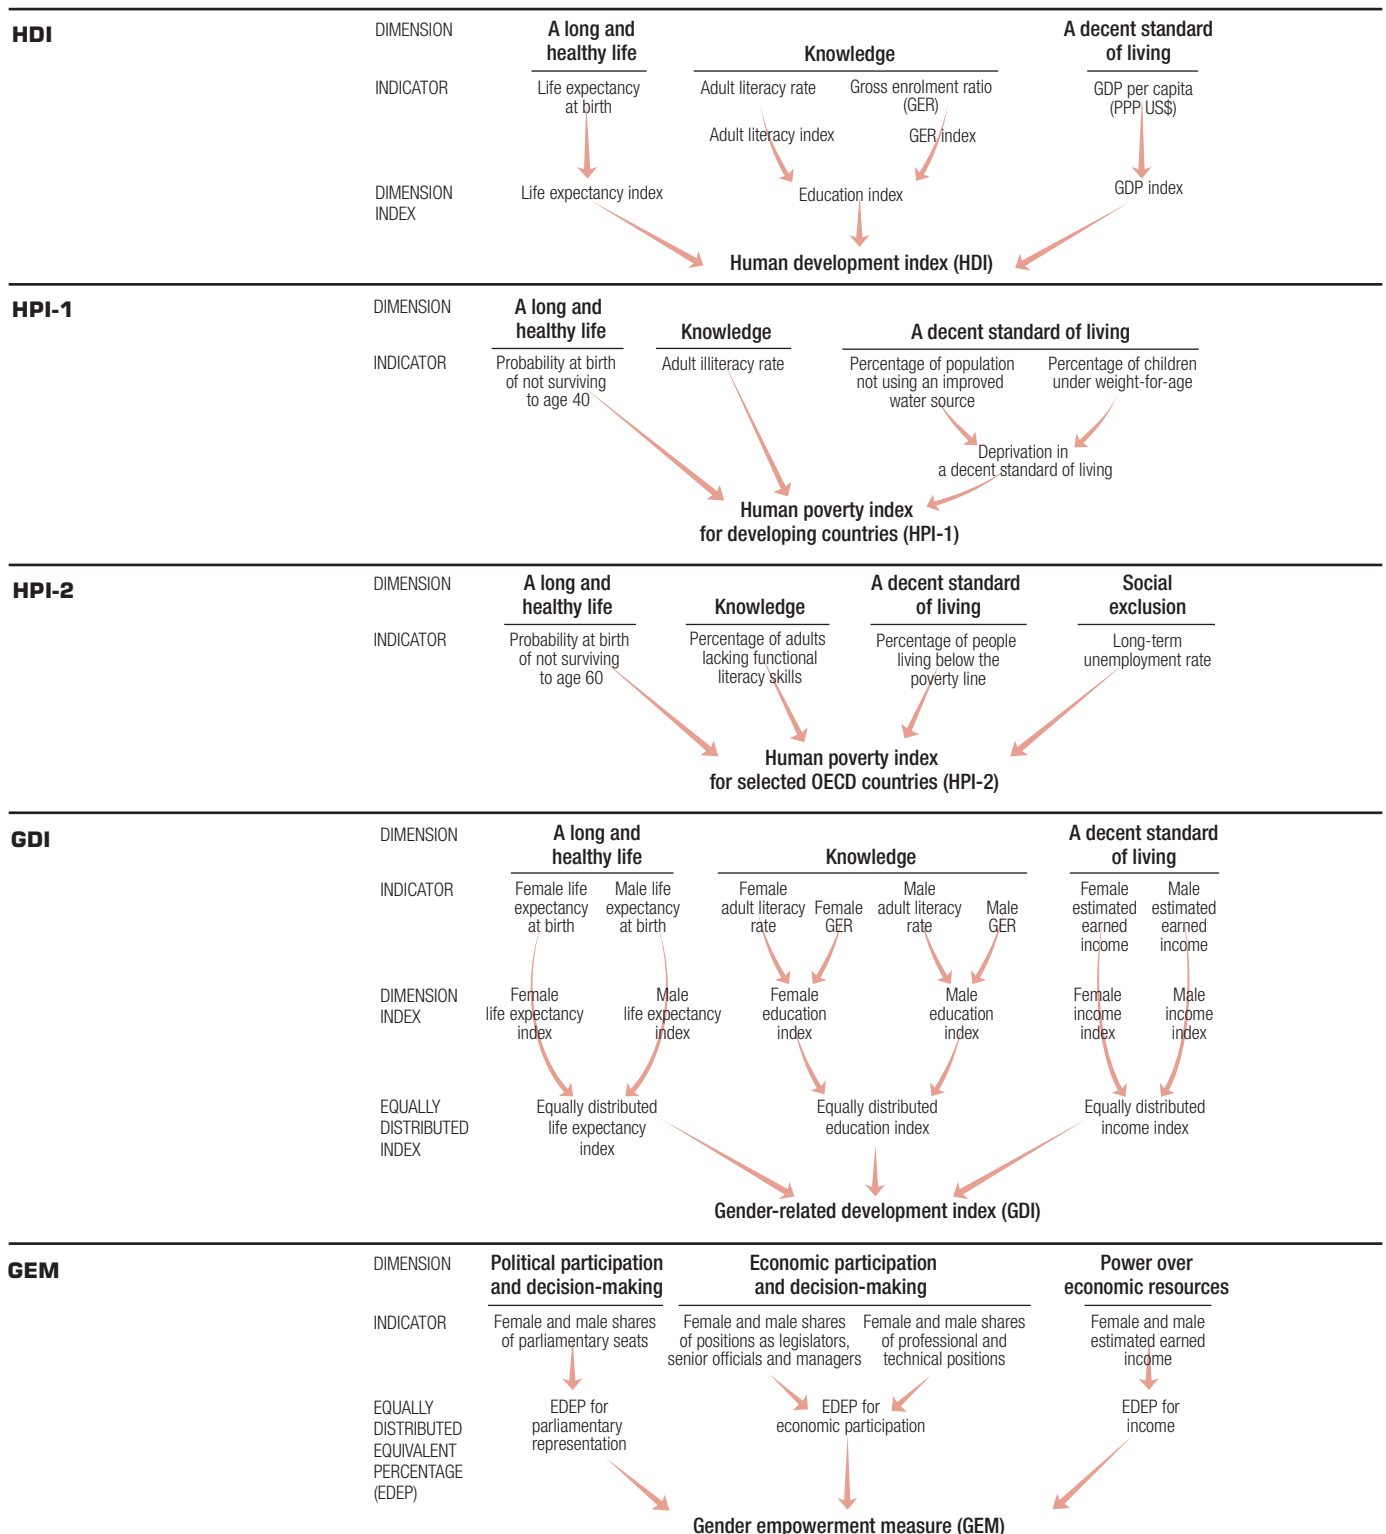 HDI
DIMENSION
A long and
healthy life
Knowledge
A decent standard
of living
INDICATOR
Life expectancy
at birth
Adult literacy rate
Gross enrolment ratio
(GER)
GDP per capita
(PPP US$)
Adult literacy index
GER index
DIMENSION
INDEX
Life expectancy index
Education index
GDP index
Human development index (HDI)
HPI-1
DIMENSION
A long and
healthy life
Knowledge
A decent standard of living
INDICATOR
Probability at birth
of not surviving
to age 40
Adult illiteracy rate
Percentage of population
not using an improved
water source
Percentage of children
under weight-for-age
Deprivation in
a decent standard of living
Human poverty index
for developing countries (HPI-1)
HPI-2
DIMENSION
A long and
healthy life
Knowledge
A decent standard
of living
Social
exclusion
INDICATOR
Probability at birth
of not surviving
to age 60
Percentage of adults
lacking functional
literacy skills
Percentage of people
living below the
poverty line
Long-term
unemployment rate
Human poverty index
for selected OECD countries (HPI-2)
GDI
DIMENSION
A long and
healthy life
Knowledge
A decent standard
of living
INDICATOR
Female life
expectancy
at birth
Male life
expectancy
at birth
Female
adult literacy
rate
Female
GER
Male
adult literacy
rate
Male
GER
Female
estimated
earned
income
Male
estimated
earned
income
DIMENSION
INDEX
Female
life expectancy
index
Male
life expectancy
index
Female
education
index
Male
education
index
Female
income
index
Male
income
index
EQUALLY
DISTRIBUTED
INDEX
Equally distributed
life expectancy
index
Equally distributed
education index
Equally distributed
income index
Gender-related development index (GDI)
GEM
DIMENSION
Political participation
and decision-making
Economic participation
and decision-making
Power over
economic resources
INDICATOR
Female and male shares
of parliamentary seats
Female and male shares
of positions as legislators,
senior officials and managers
Female and male shares
of professional and
technical positions
Female and male
estimated earned
income
EQUALLY
DISTRIBUTED
EQUIVALENT
PERCENTAGE
(EDEP)
EDEP for
parliamentary
representation
EDEP for
economic participation
EDEP for
income
Gender empowerment measure (GEM)